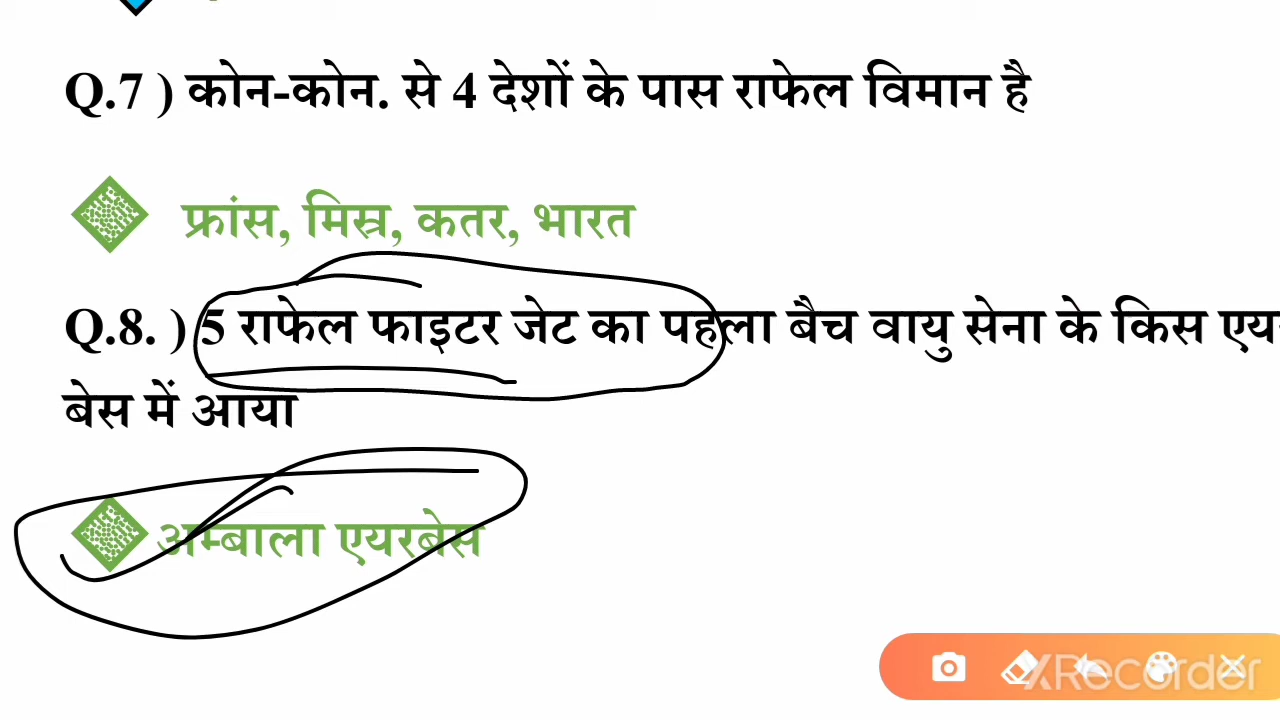 Q.7 ) कोन-कोन. से 4 देशों के पास राफेल विमान है
फ्रांस, मिस्र, कतर, भारत
Q.8. ) 5 राफेल फाइटर जेट का पहला बैच वायु सेना के किस
बेस में आया
अम्बाला एयरबेस
XRecorder